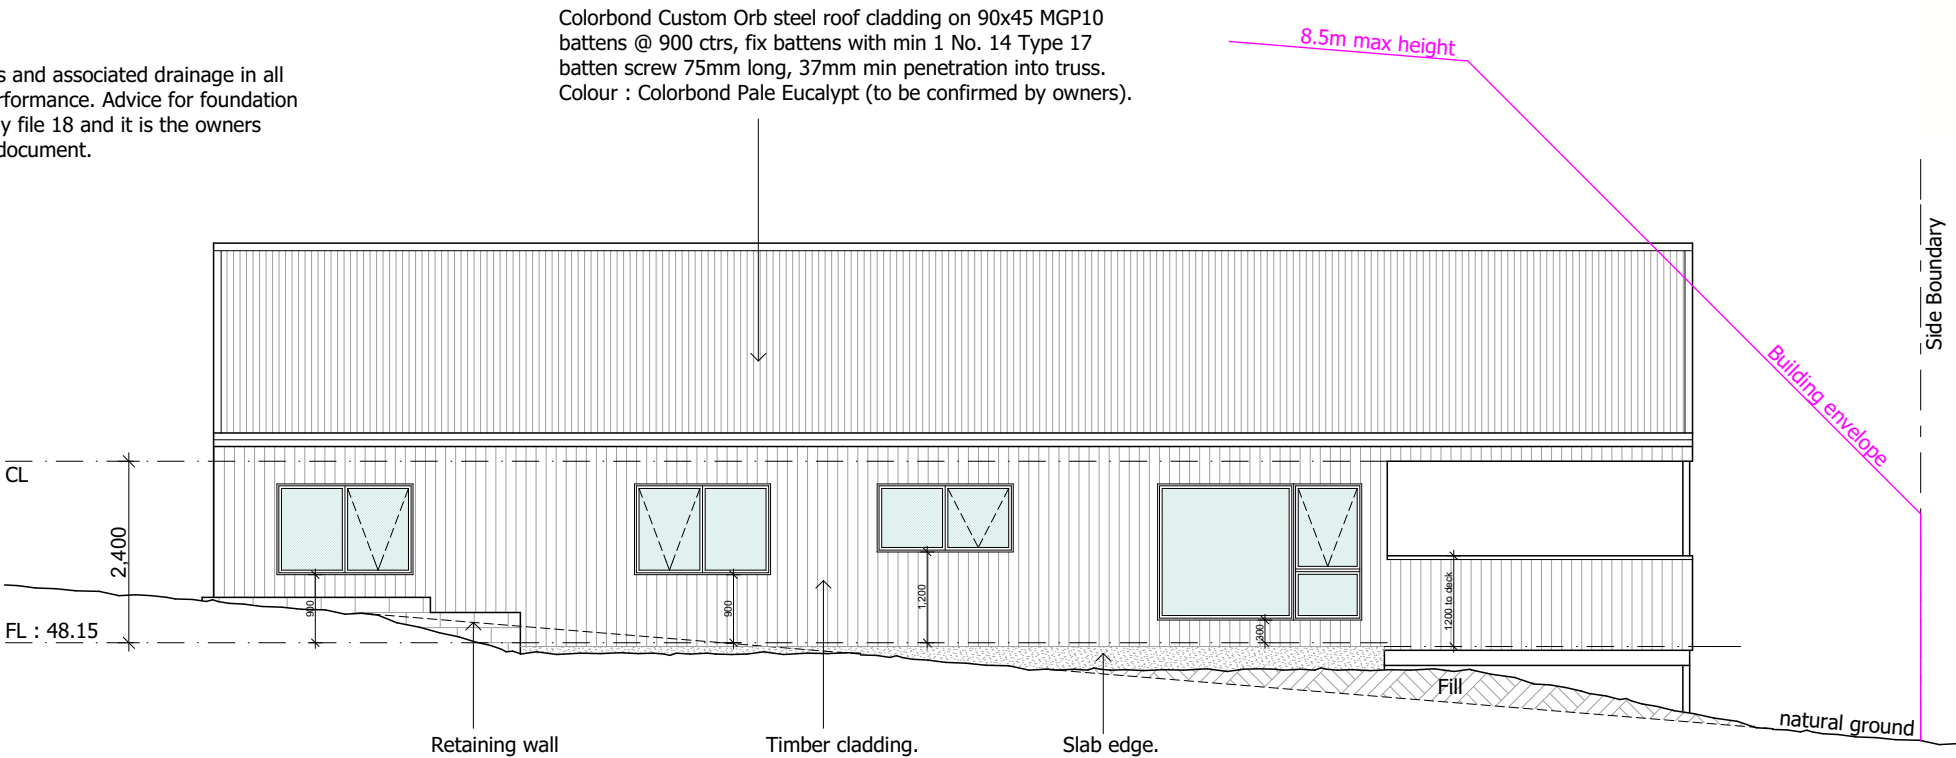 Colorbond Custom Orb steel roof cladding on 90x45 MGP10
battens @ 900 ctrs, fix battens with min 1 No. 14 Type 17
batten screw 75mm long, 37mm min penetration into truss.
Colour : Colorbond Pale Eucalypt (to be confirmed by owners).
s and associated drainage in all
rformance. Advice for foundation
y file 18 and it is the owners
document.
8.5m max height
Side Boundary
Building envelope
CL
2,400
FL : 48.15
900
900
1,200
300
1200 to deck
Fill
natural ground
Retaining wall
Timber cladding.
Slab edge.